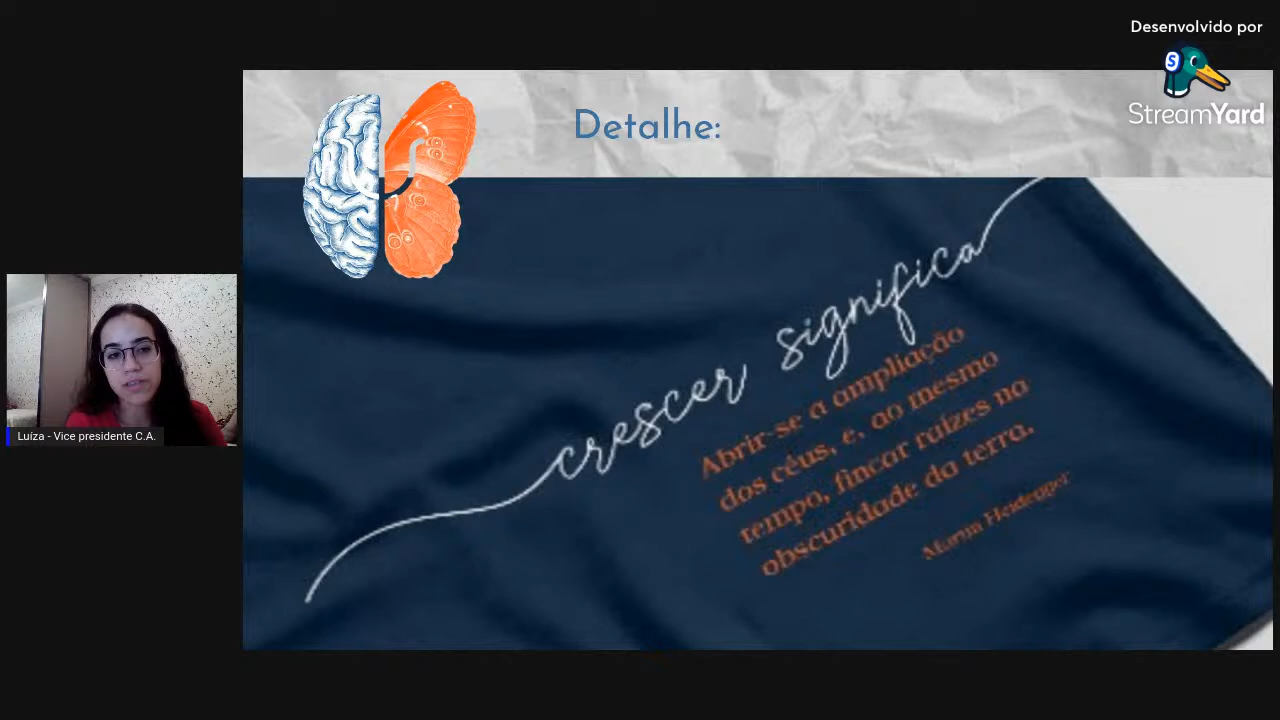 Desenvolvido por
StreamYard
Detalhe:
crescer significa
Abrir-se a ampliação
dos céus, e, ao mesmo
tempo, fincar raízes na
obscuridade da terra.
Martin Heidegger
Luíza - Vice presidente C.A.